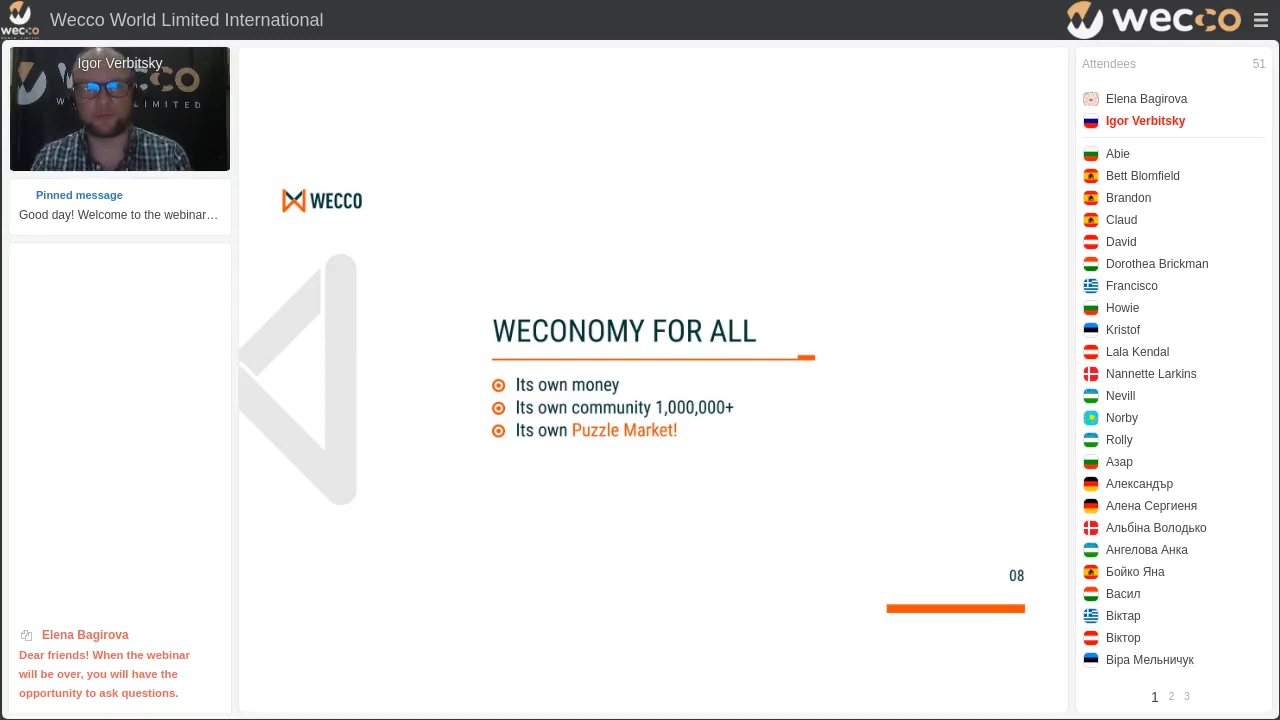 wecco
Wecco World Limited International
wecco
Igor Verbitsky
Pinned message
Good day! Welcome to the webinar…
Elena Bagirova
Dear friends! When the webinar
will be over, you will have the
opportunity to ask questions.
WECCO
WECONOMY FOR ALL
Its own money
Its own community 1,000,000+
Its own Puzzle Market!
08
Attendees 51
Elena Bagirova
Igor Verbitsky
Abie
Bett Blomfield
Brandon
Claud
David
Dorothea Brickman
Francisco
Howie
Kristof
Lala Kendal
Nannette Larkins
Nevill
Norby
Rolly
Азар
Александър
Алена Сергиеня
Альбіна Володько
Ангелова Анка
Бойко Яна
Васил
Віктар
Віктор
Віра Мельничук
1 2 3